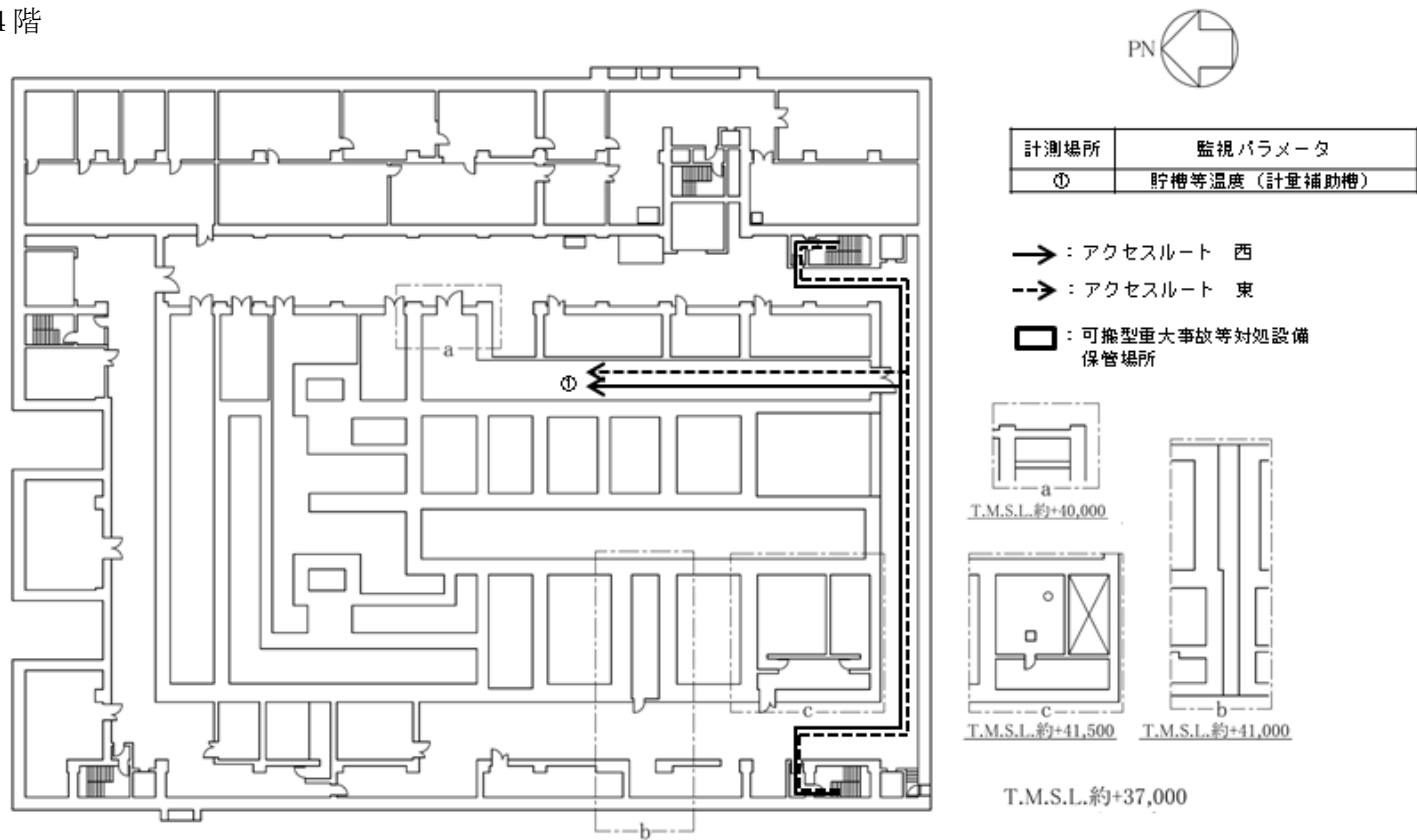 階
PN
計測場所 監視パラメータ
① 貯槽等温度（計量補助槽）
：アクセスルート 西
：アクセスルート 東
：可搬型重大事故等対処設備
保管場所
a
①
a
T.M.S.L.約+40,000
c
b
c
T.M.S.L.約+41,500
b
T.M.S.L.約+41,000
T.M.S.L.約+37,000